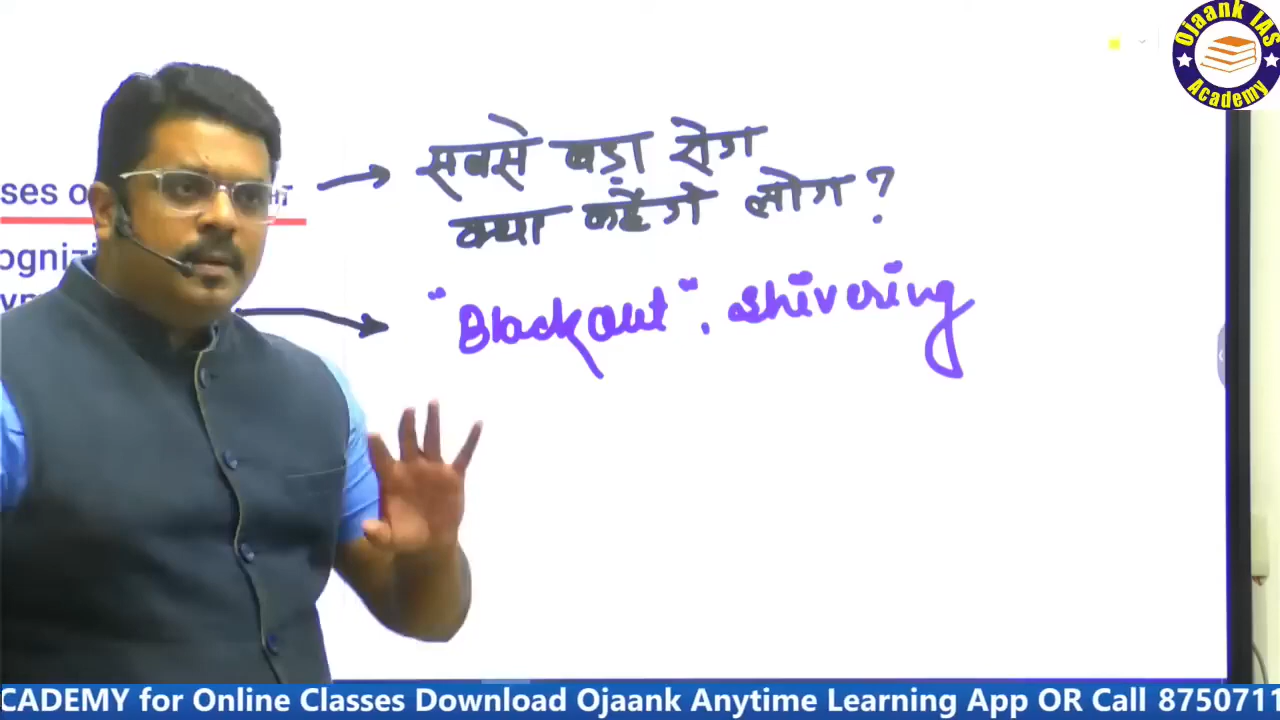 Ojaank IAS
Academy
सबसे बड़ा रोग
क्या कहेंगे लोग?
ses o
ognizi
"Blackout". Shivering
CADEMY for Online Classes Download Ojaank Anytime Learning App OR Call 8750711